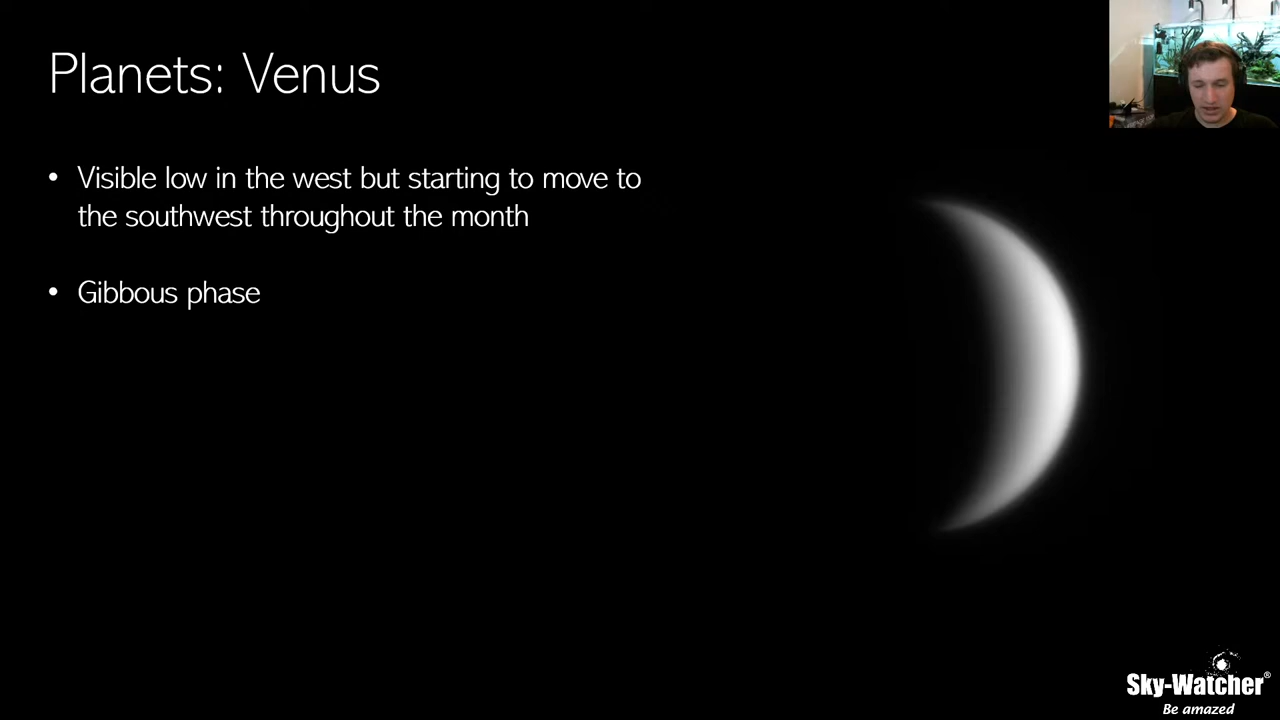 Planets: Venus
• Visible low in the west but starting to move to
the southwest throughout the month
• Gibbous phase
Sky-Watcher®
Be amazed